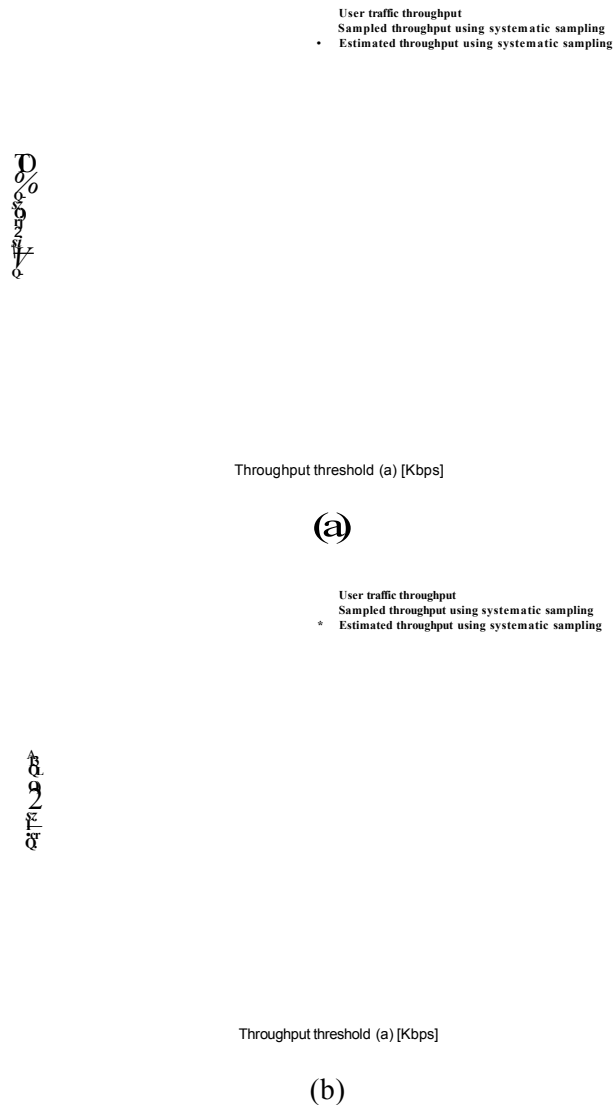 User traffic throughput
Sampled throughput using systematic sampling
• Estimated throughput using systematic sampling
Throughput threshold (a) [Kbps]
(a)
User traffic throughput
Sampled throughput using systematic sampling
* Estimated throughput using systematic sampling
Throughput threshold (a) [Kbps]
(b)